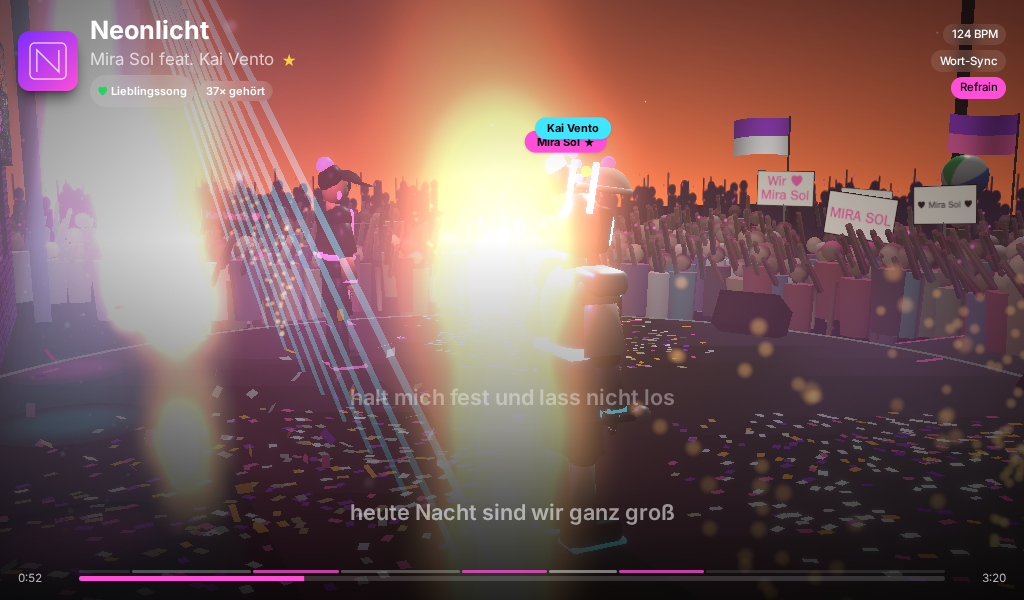 Neonlicht
Mira Sol feat. Kai Vento ★
N
♥ Lieblingssong
37× gehört
124 BPM
Wort-Sync
Refrain
Kai Vento
Mira Sol ★
Wir ♥
Mira Sol
MIRA SOL
♥ Mira Sol ♥
halt mich fest und lass nicht los
heute Nacht sind wir ganz groß
0:52
3:20